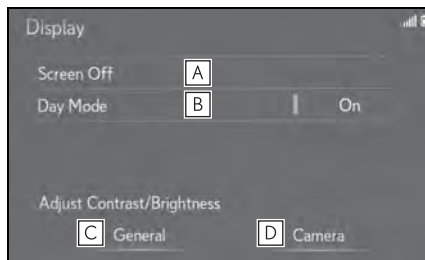 Display
Screen Off A
Day Mode B On
Adjust Contrast/Brightness
C General D Camera